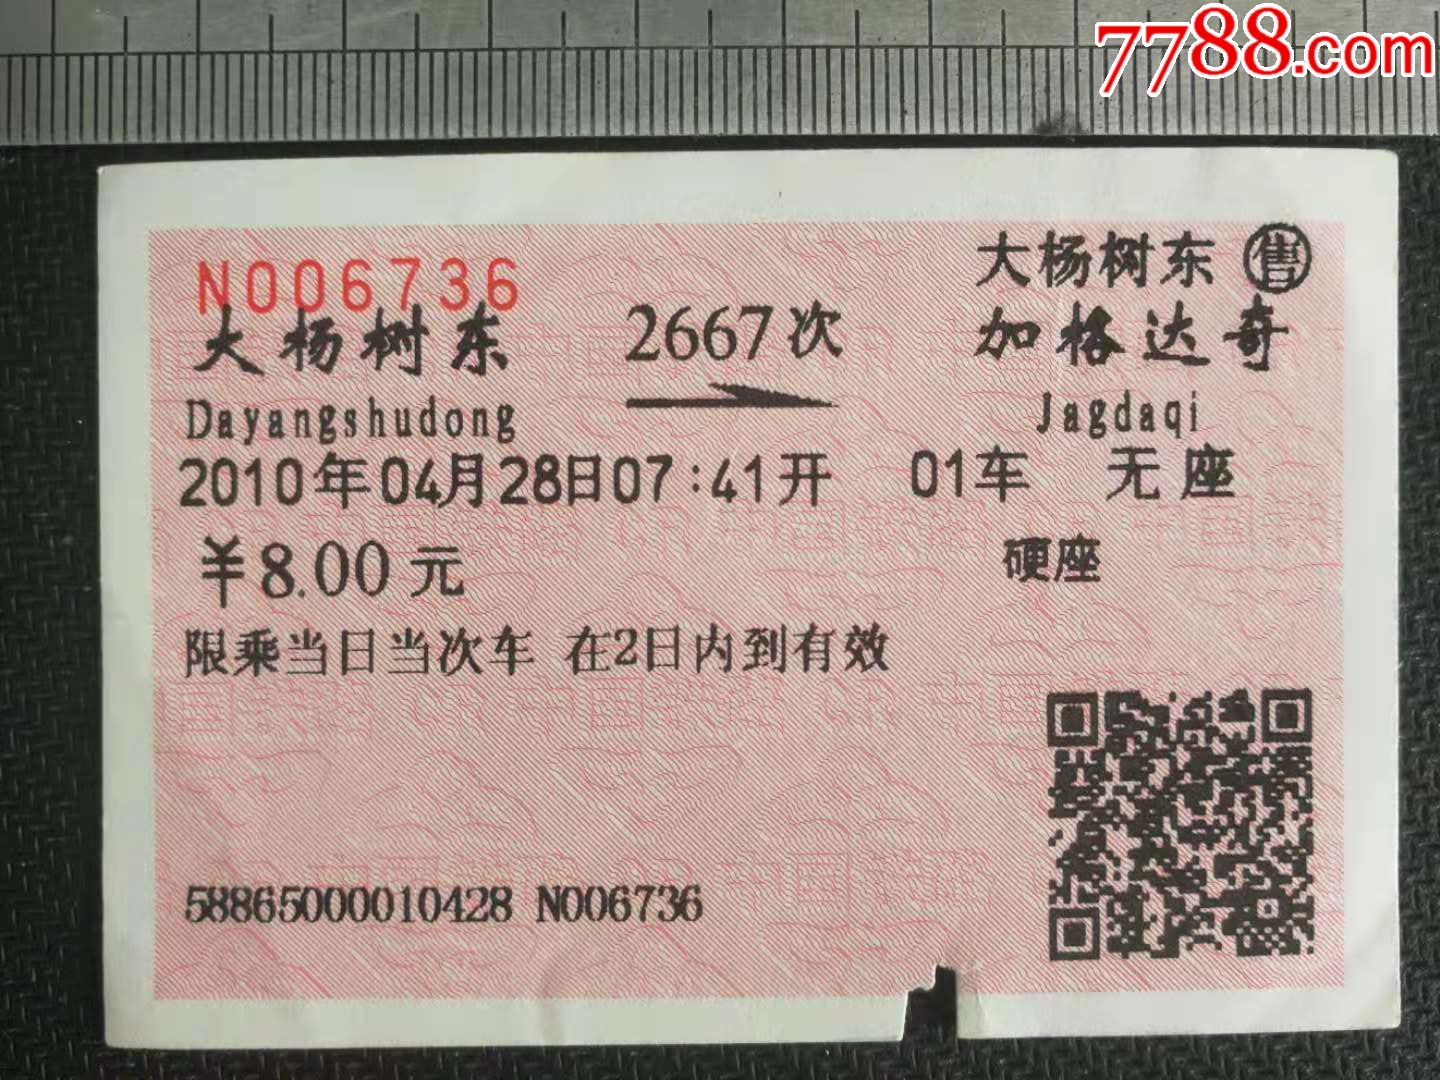 7788.com
大杨树东 售
N006736
大杨树东 2667次 加格达奇
Dayangshudong Jagdaqi
2010年04月28日07:41开 01车 无座
¥8.00元 硬座
限乘当日当次车 在2日内到有效
58865000010428 N006736